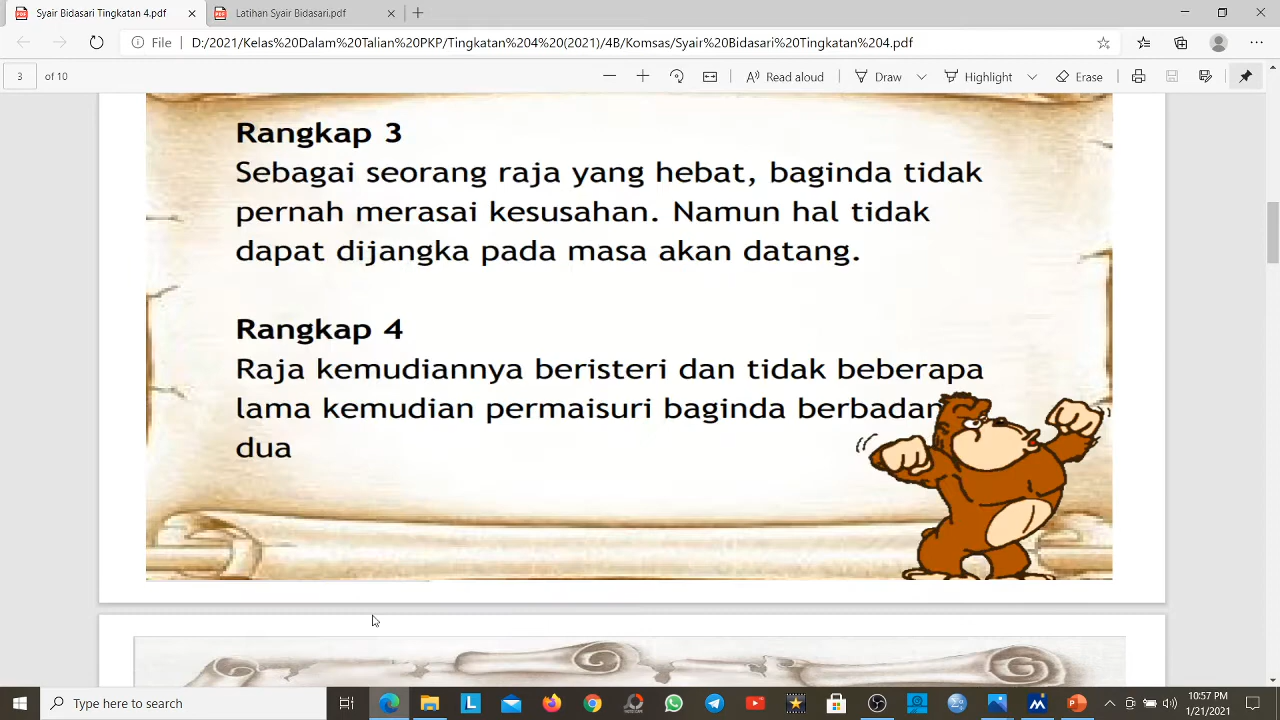 Syair Bidasari Tingkatan 4.pdf
Latihan Syair Bidasari.pdf
File
D:/2021/Kelas%20Dalam%20Talian%20PKP/Tingkatan%204%20(2021)/4B/Komsas/Syair%20Bidasari%20Tingkatan%204.pdf
3 of 10
Read aloud
Draw
Highlight
Erase
Rangkap 3
Sebagai seorang raja yang hebat, baginda tidak
pernah merasai kesusahan. Namun hal tidak
dapat dijangka pada masa akan datang.
Rangkap 4
Raja kemudiannya beristeri dan tidak beberapa
lama kemudian permaisuri baginda berbadan
dua
Type here to search
10:57 PM
1/21/2021